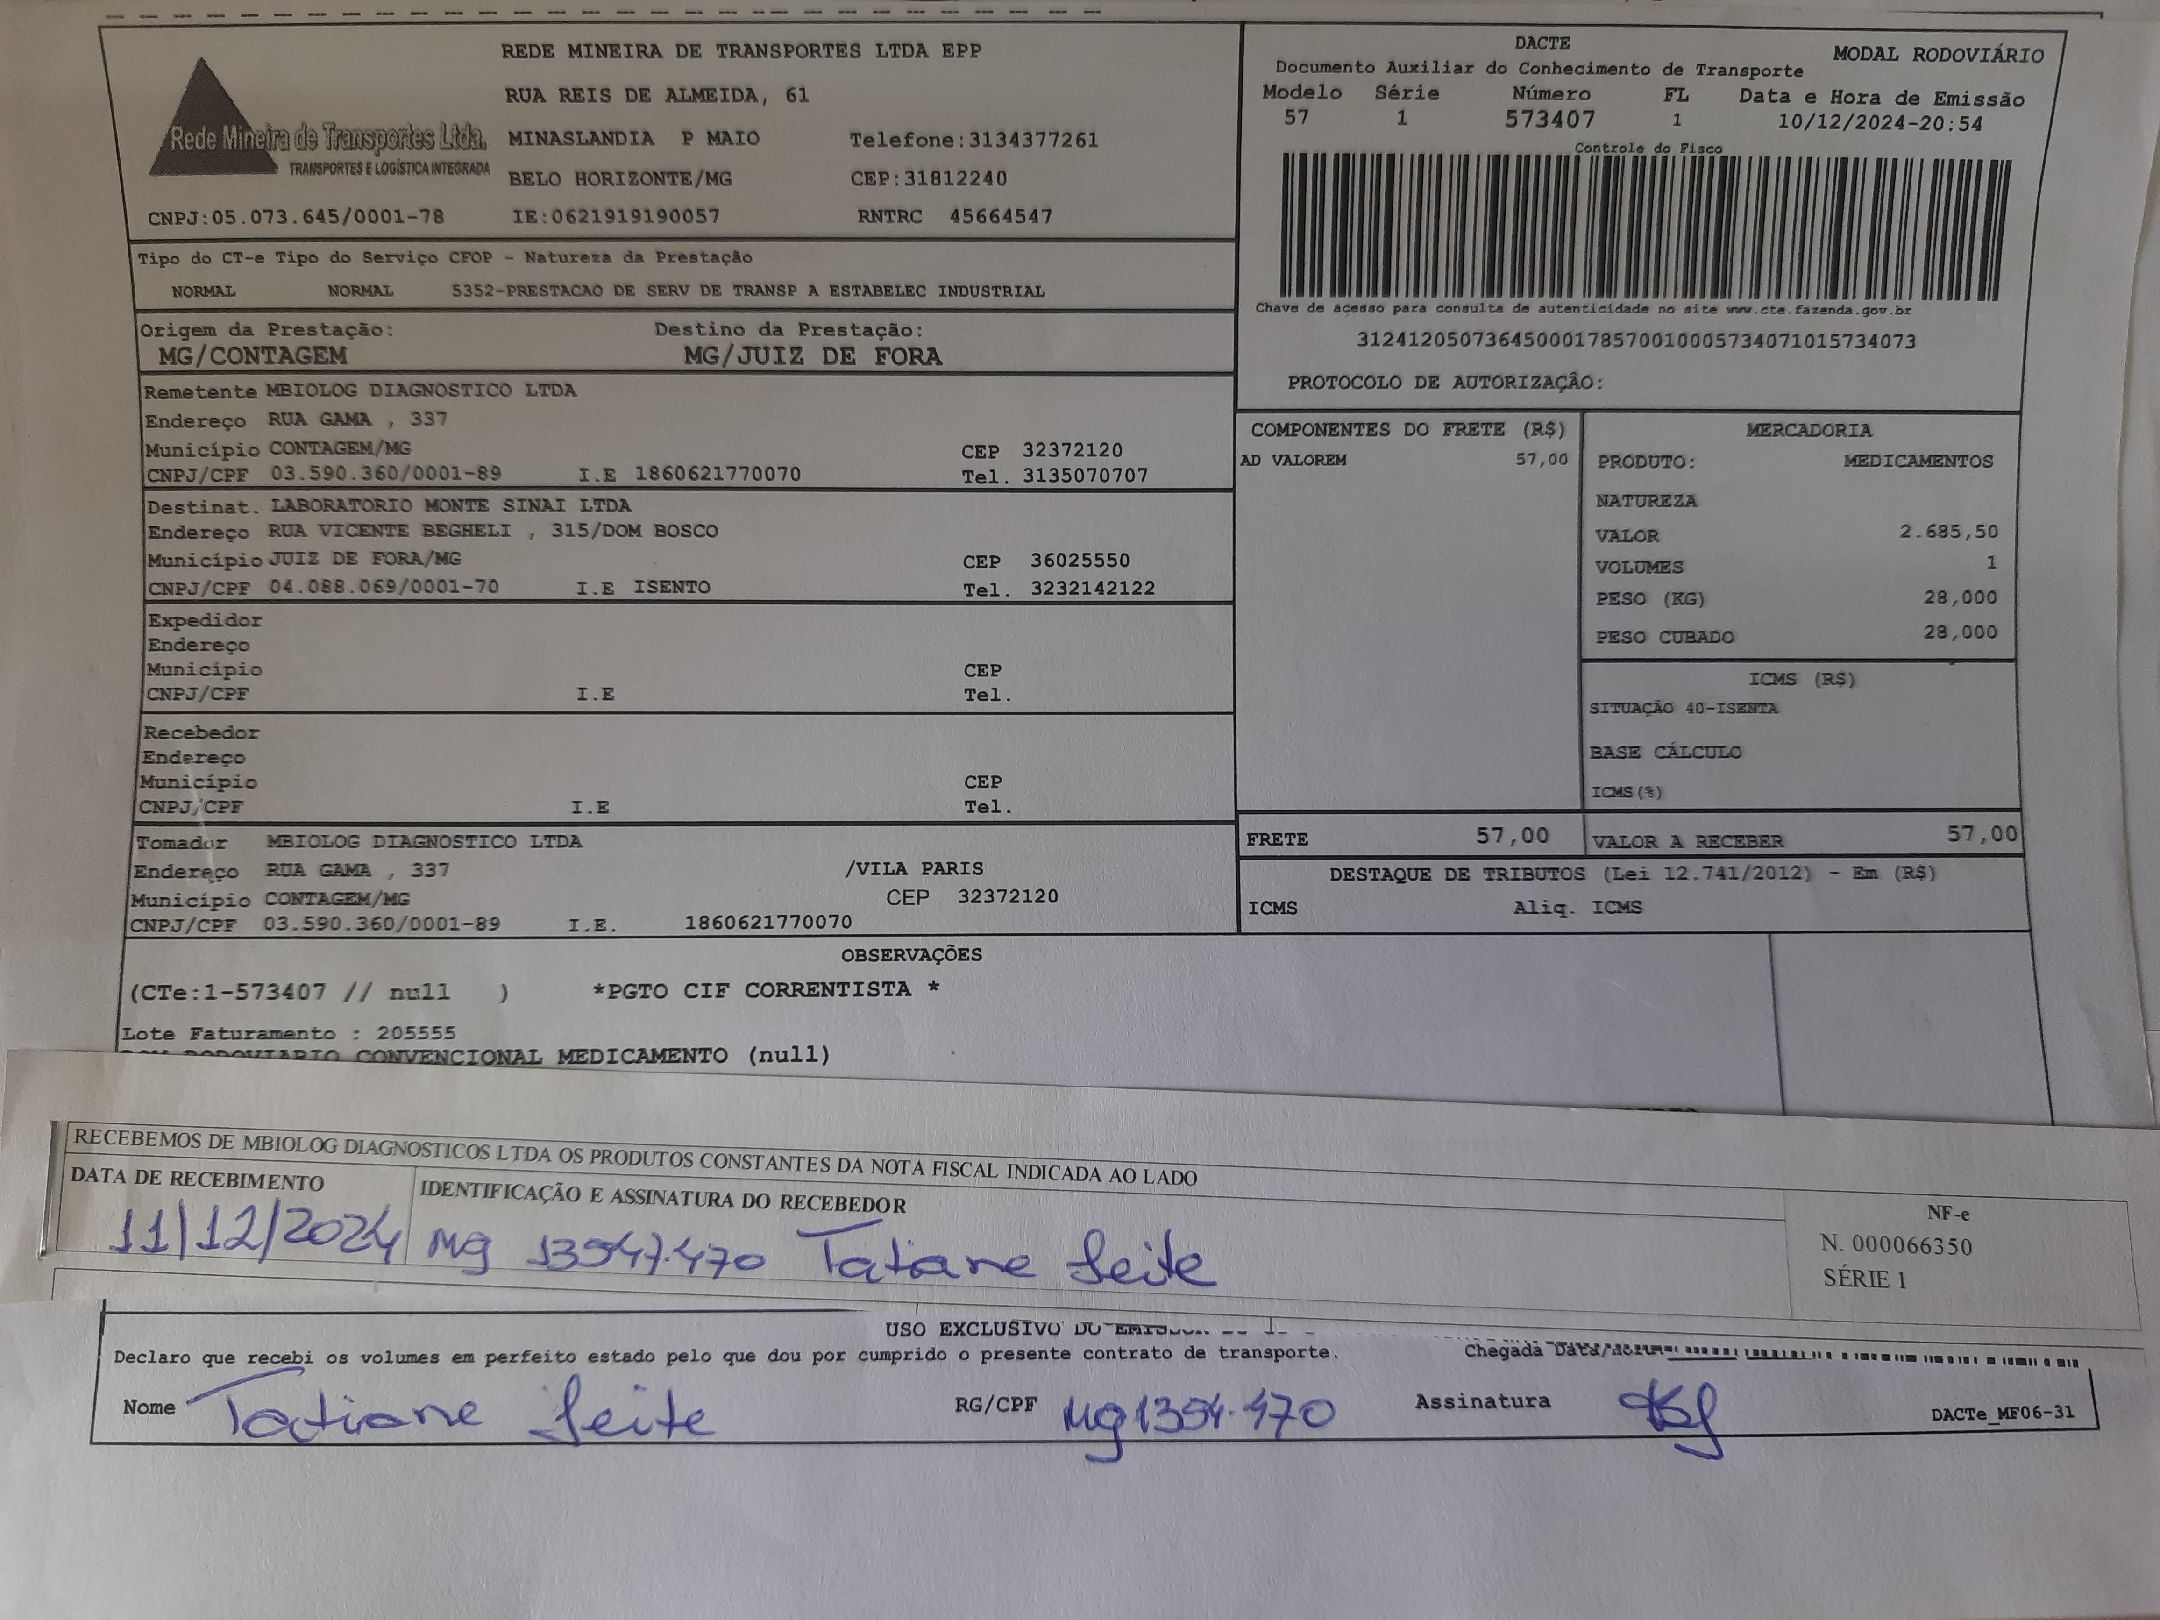 REDE MINEIRA DE TRANSPORTES LTDA EPP
RUA REIS DE ALMEIDA, 61
Rede Mineira de Transportes Ltda.
TRANSPORTES E LOGÍSTICA INTEGRADA
MINASLANDIA P MAIO Telefone:3134377261
BELO HORIZONTE/MG CEP:31812240
CNPJ:05.073.645/0001-78 IE:0621919190057 RNTRC 45664547
DACTE MODAL RODOVIÁRIO
Documento Auxiliar do Conhecimento de Transporte
Modelo Série Número FL Data e Hora de Emissão
57 1 573407 1 10/12/2024-20:54
Controle do Fisco
Chave de acesso para consulta de autenticidade no site www.cte.fazenda.gov.br
31241205073645000178570010005734071015734073
PROTOCOLO DE AUTORIZAÇÃO:
Tipo do CT-e Tipo do Serviço CFOP - Natureza da Prestação
NORMAL NORMAL 5352-PRESTACAO DE SERV DE TRANSP A ESTABELEC INDUSTRIAL
Origem da Prestação: Destino da Prestação:
MG/CONTAGEM MG/JUIZ DE FORA
Remetente MBIOLOG DIAGNOSTICO LTDA
Endereço RUA GAMA , 337
Município CONTAGEM/MG CEP 32372120
CNPJ/CPF 03.590.360/0001-89 I.E 1860621770070 Tel. 3135070707
Destinat. LABORATORIO MONTE SINAI LTDA
Endereço RUA VICENTE BEGHELI , 315/DOM BOSCO
Município JUIZ DE FORA/MG CEP 36025550
CNPJ/CPF 04.088.069/0001-70 I.E ISENTO Tel. 3232142122
Expedidor
Endereço
Município CEP
CNPJ/CPF I.E Tel.
Recebedor
Endereço
Município CEP
CNPJ/CPF I.E Tel.
Tomador MBIOLOG DIAGNOSTICO LTDA
Endereço RUA GAMA , 337 /VILA PARIS
Município CONTAGEM/MG CEP 32372120
CNPJ/CPF 03.590.360/0001-89 I.E. 1860621770070
COMPONENTES DO FRETE (R$)
AD VALOREM 57,00
MERCADORIA
PRODUTO: MEDICAMENTOS
NATUREZA
VALOR 2.685,50
VOLUMES 1
PESO (KG) 28,000
PESO CUBADO 28,000
ICMS (R$)
SITUAÇÃO 40-ISENTA
BASE CÁLCULO
ICMS(%)
FRETE 57,00 VALOR A RECEBER 57,00
DESTAQUE DE TRIBUTOS (Lei 12.741/2012) - Em (R$)
ICMS Aliq. ICMS
OBSERVAÇÕES
(CTe:1-573407 // null ) *PGTO CIF CORRENTISTA *
Lote Faturamento : 205555
RODOVIARIO CONVENCIONAL MEDICAMENTO (null)
RECEBEMOS DE MBIOLOG DIAGNOSTICOS LTDA OS PRODUTOS CONSTANTES DA NOTA FISCAL INDICADA AO LADO
DATA DE RECEBIMENTO IDENTIFICAÇÃO E ASSINATURA DO RECEBEDOR
11/12/2024 Mg 13547.470 Tatiane Leite
NF-e
N. 000066350
SÉRIE 1
USO EXCLUSIVO DO
Declaro que recebi os volumes em perfeito estado pelo que dou por cumprido o presente contrato de transporte. Chegada
Nome Tatiane Leite RG/CPF Mg1354.470 Assinatura
DACTe_MF06-31